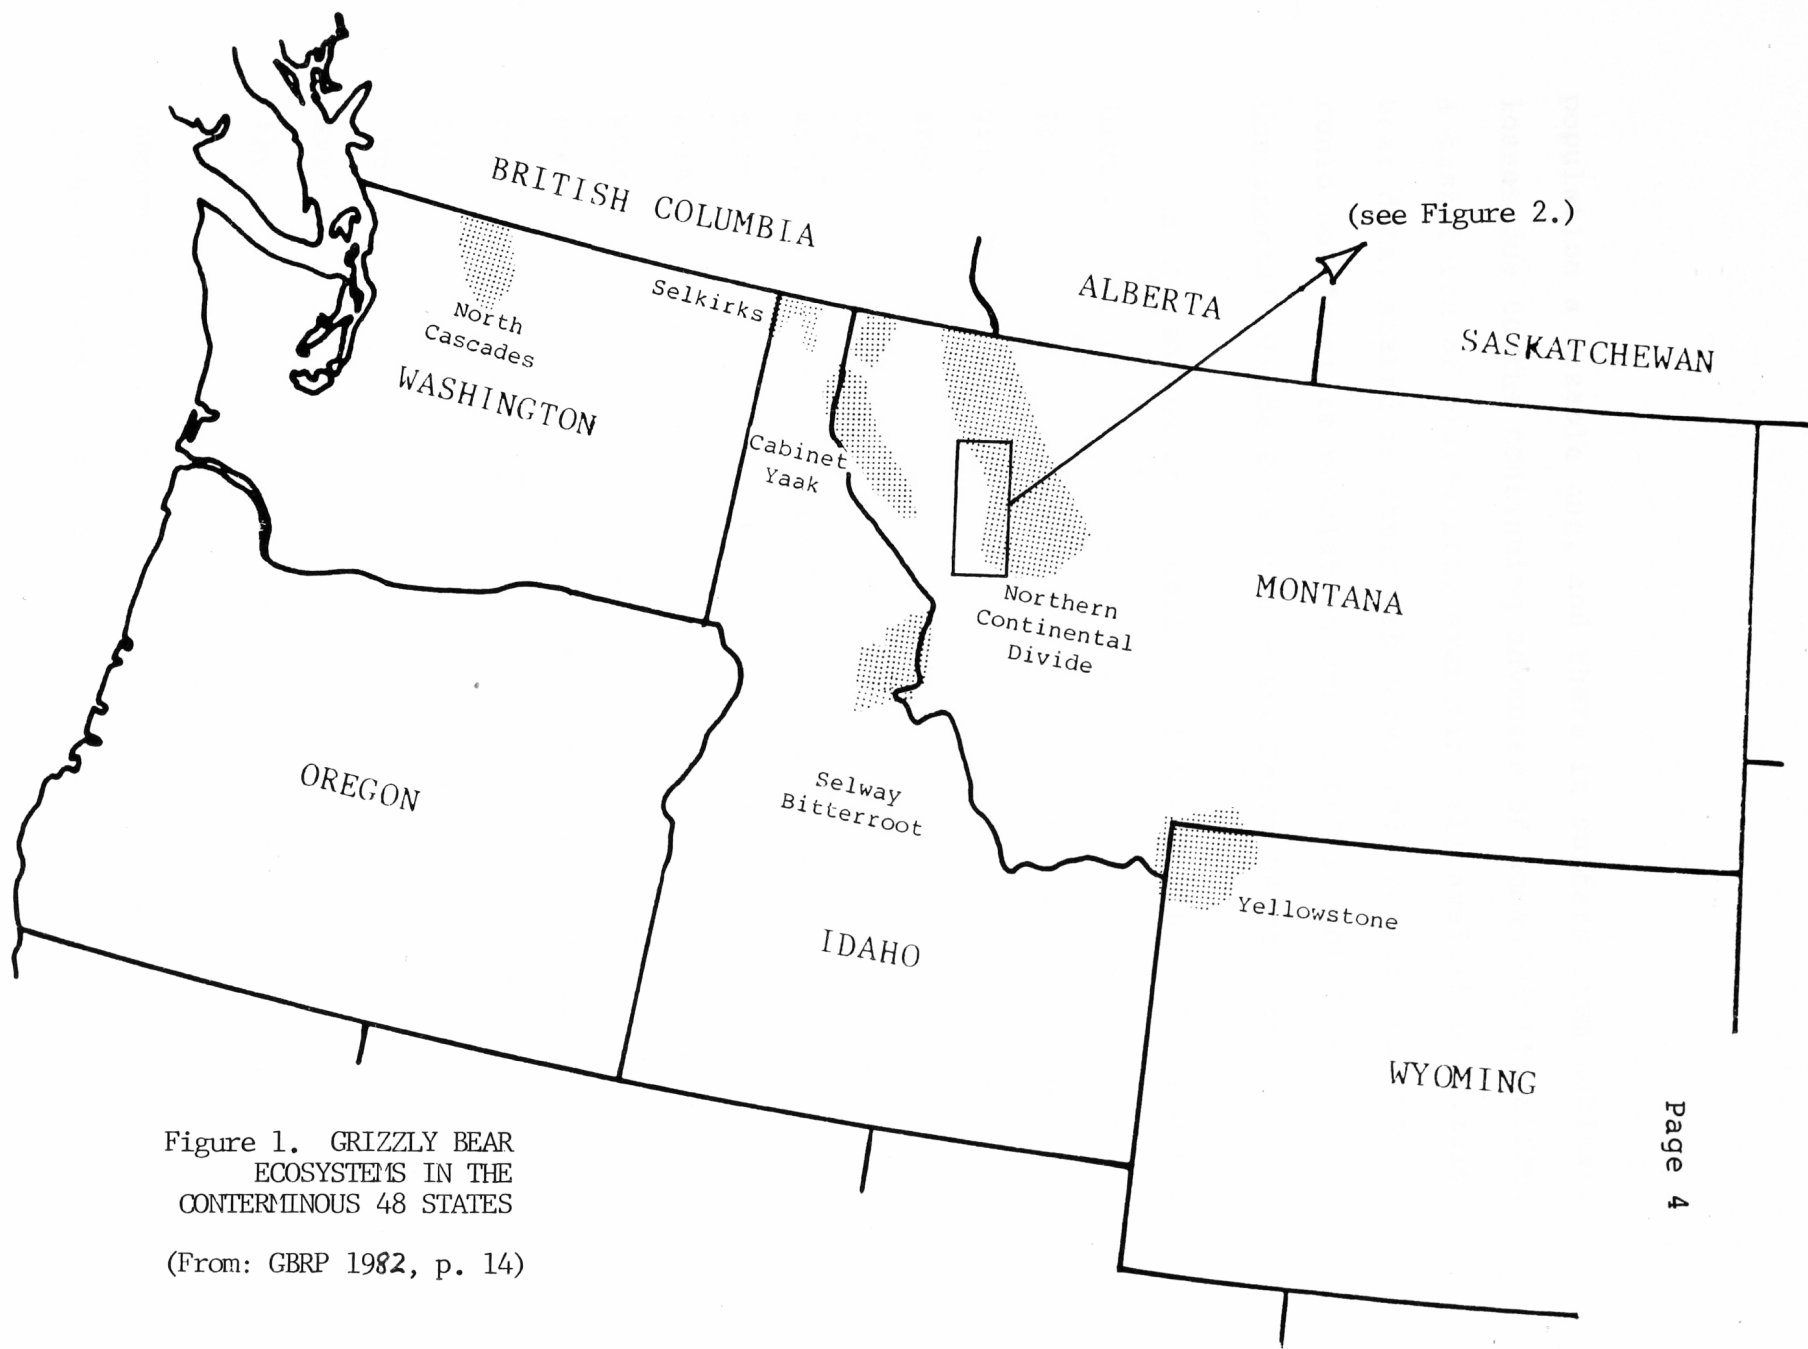 BRITISH COLUMBIA
(see Figure 2.)
ALBERTA
SASKATCHEWAN
Selkirks
North
Cascades
WASHINGTON
Cabinet
Yaak
Northern
Continental
Divide
MONTANA
OREGON
Selway
Bitterroot
Yellowstone
IDAHO
WYOMING
Page 4
Figure 1. GRIZZLY BEAR
ECOSYSTEMS IN THE
CONTERMINOUS 48 STATES
(From: GBRP 1982, p. 14)